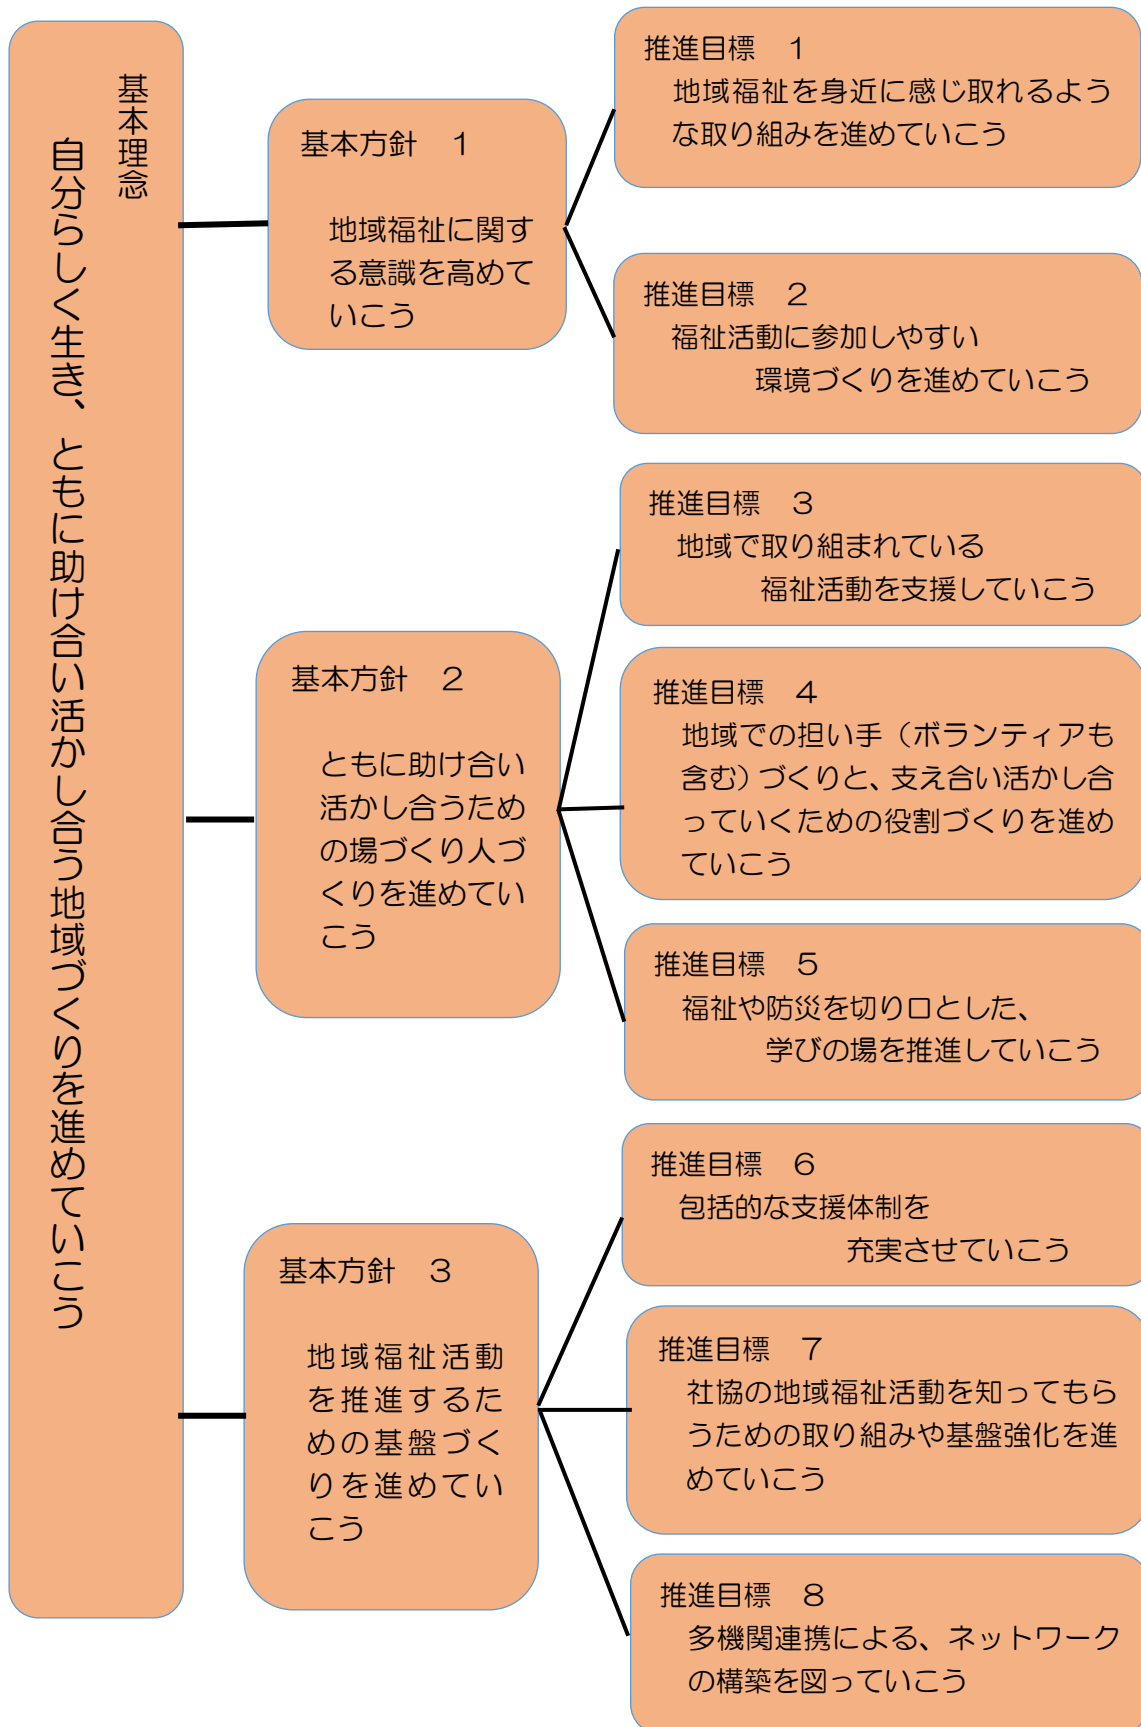 基本理念
自分らしく生き、ともに助け合い活かし合う地域づくりを進めていこう
基本方針　１
地域福祉に関す
る意識を高めて
いこう
推進目標　１
地域福祉を身近に感じ取れるよう
な取り組みを進めていこう
推進目標　２
福祉活動に参加しやすい
環境づくりを進めていこう
基本方針　２
ともに助け合い
活かし合うため
の場づくり人づ
くりを進めてい
こう
推進目標　３
地域で取り組まれている
福祉活動を支援していこう
推進目標　４
地域での担い手（ボランティアも
含む）づくりと、支え合い活かし合
っていくための役割づくりを進め
ていこう
推進目標　５
福祉や防災を切り口とした、
学びの場を推進していこう
基本方針　３
地域福祉活動
を推進するた
めの基盤づく
りを進めてい
こう
推進目標　６
包括的な支援体制を
充実させていこう
推進目標　７
社協の地域福祉活動を知ってもら
うための取り組みや基盤強化を進
めていこう
推進目標　８
多機関連携による、ネットワーク
の構築を図っていこう